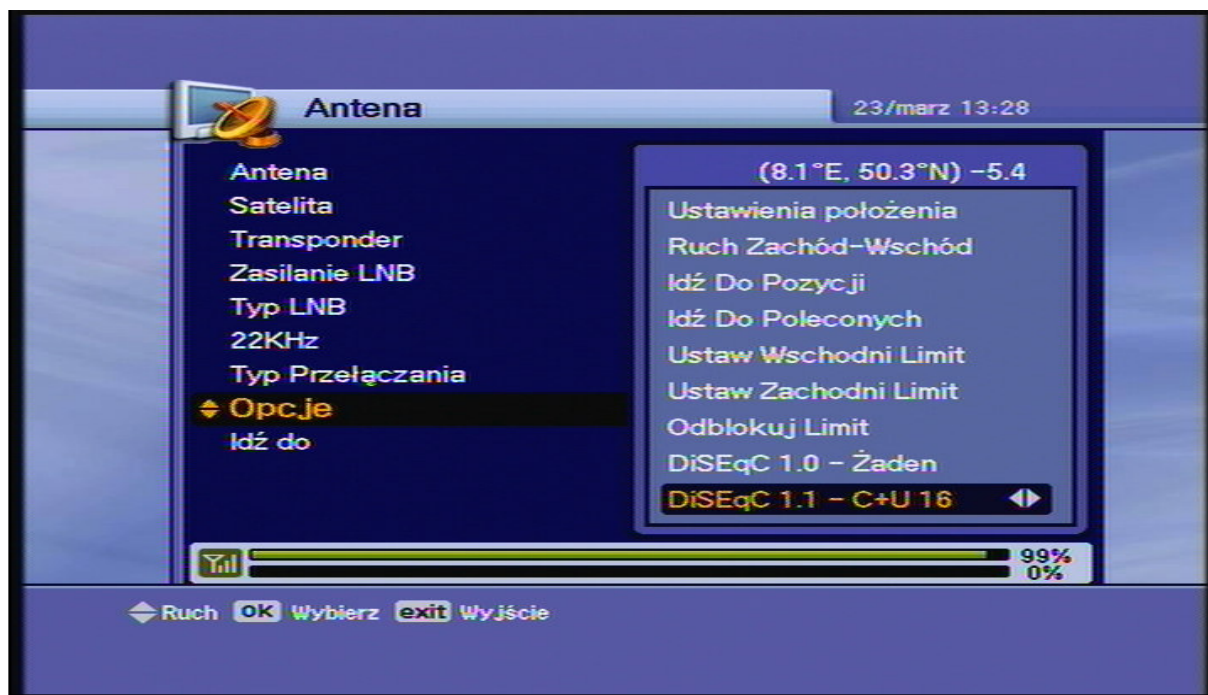 Antena
23/marz 13:28
Antena
Satelita
Transponder
Zasilanie LNB
Typ LNB
22KHz
Typ Przełączania
Opcje
Idź do
(8.1°E, 50.3°N) -5.4
Ustawienia położenia
Ruch Zachód-Wschód
Idź Do Pozycji
Idź Do Poleconych
Ustaw Wschodni Limit
Ustaw Zachodni Limit
Odblokuj Limit
DiSEqC 1.0 - Żaden
DiSEqC 1.1 - C+U 16
99%
0%
Ruch OK Wybierz exit Wyjście